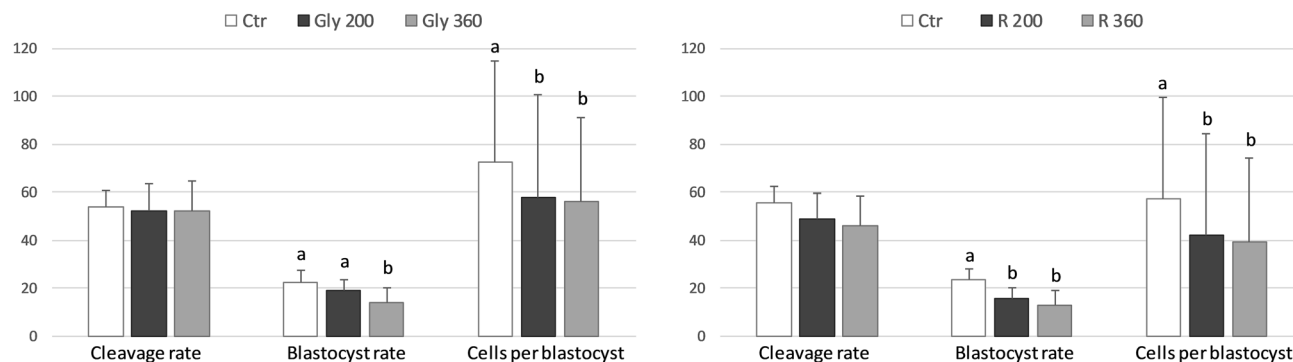 Ctr Gly 200 Gly 360
120
100
80
60
40
20
0
a a b a b b
Cleavage rate Blastocyst rate Cells per blastocyst
Ctr R 200 R 360
120
100
80
60
40
20
0
a b b a b b
Cleavage rate Blastocyst rate Cells per blastocyst